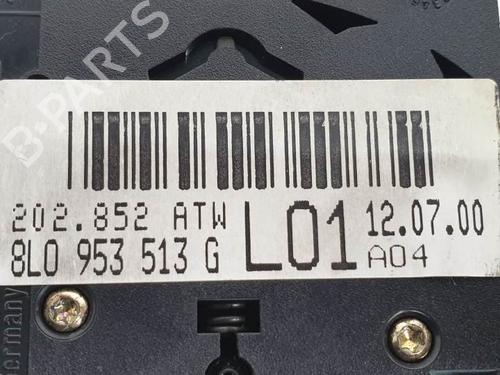 B-PARTS
202.852 ATW L01 12.07.00
8L0 953 513 G A04
ermany